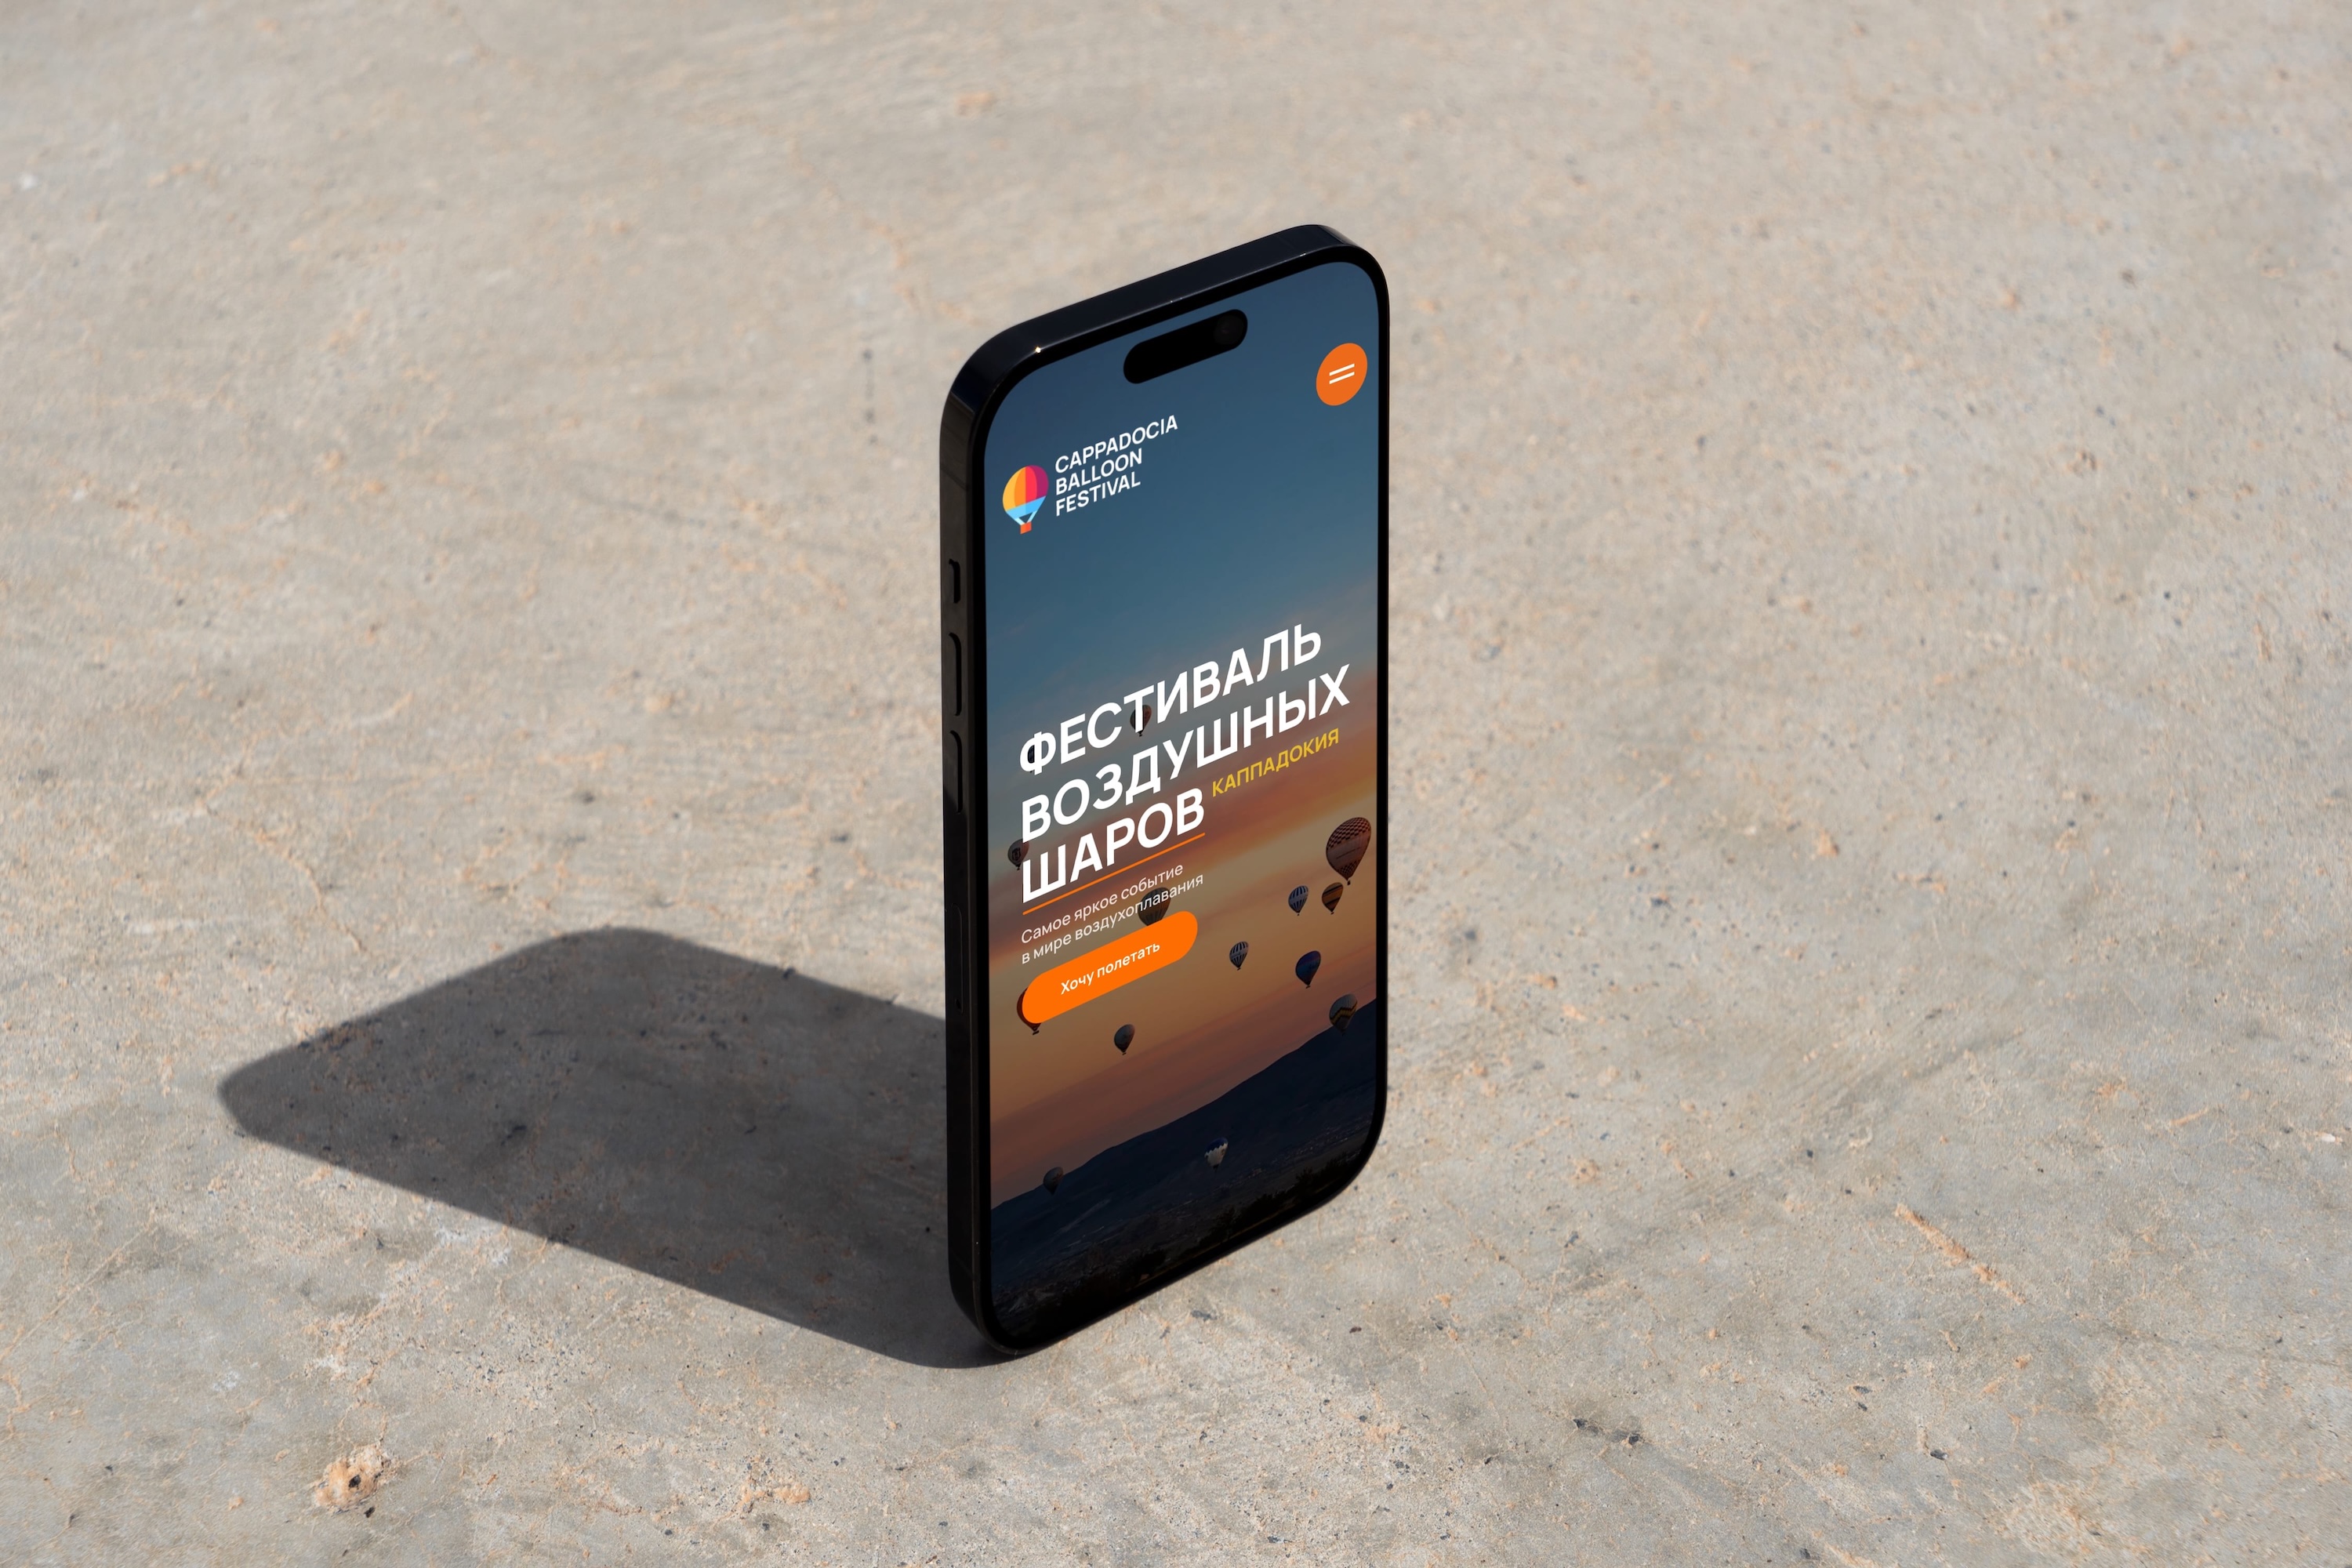 CAPPADOCIA
BALLOON
FESTIVAL
ФЕСТИВАЛЬ
ВОЗДУШНЫХ
ШАРОВ КАППАДОКИЯ
Самое яркое событие
в мире воздухоплавания
Хочу полетать